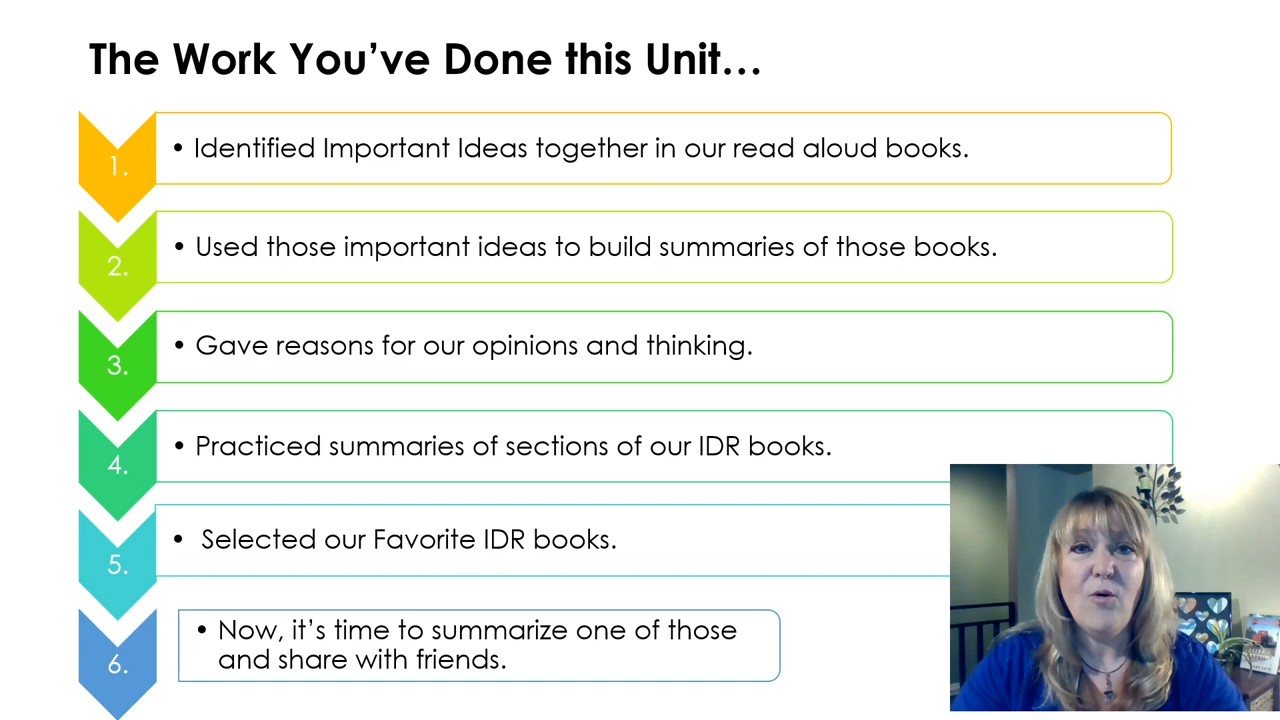 The Work You’ve Done this Unit…
1.
• Identified Important Ideas together in our read aloud books.
2.
• Used those important ideas to build summaries of those books.
3.
• Gave reasons for our opinions and thinking.
4.
• Practiced summaries of sections of our IDR books.
5.
• Selected our Favorite IDR books.
6.
• Now, it’s time to summarize one of those
and share with friends.